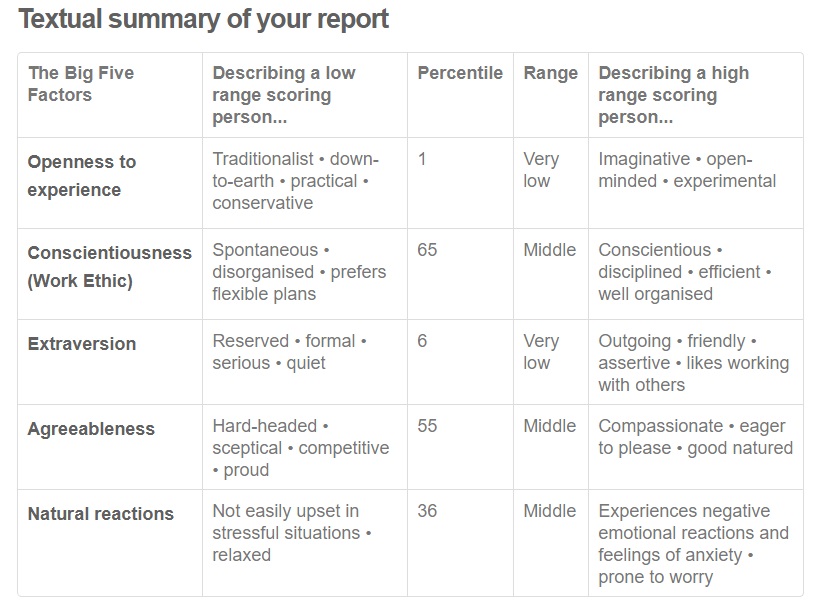 Textual summary of your report
The Big Five
Factors
Describing a low
range scoring
person...
Percentile
Range
Describing a high
range scoring
person...
Openness to
experience
Traditionalist • down-
to-earth • practical •
conservative
1
Very
low
Imaginative • open-
minded • experimental
Conscientiousness
(Work Ethic)
Spontaneous •
disorganised • prefers
flexible plans
65
Middle
Conscientious •
disciplined • efficient •
well organised
Extraversion
Reserved • formal •
serious • quiet
6
Very
low
Outgoing • friendly •
assertive • likes working
with others
Agreeableness
Hard-headed •
sceptical • competitive
• proud
55
Middle
Compassionate • eager
to please • good natured
Natural reactions
Not easily upset in
stressful situations •
relaxed
36
Middle
Experiences negative
emotional reactions and
feelings of anxiety •
prone to worry